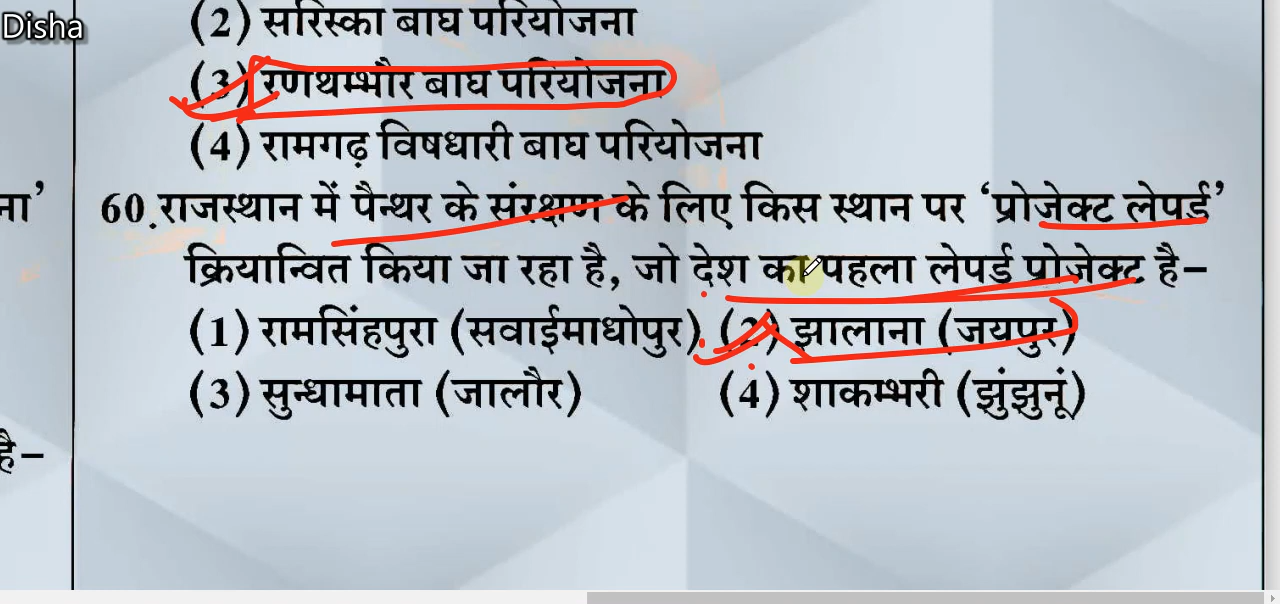 Disha
(2) सरिस्का बाघ परियोजना
(3) रणथम्भौर बाघ परियोजना
(4) रामगढ़ विषधारी बाघ परियोजना
ना’
60. राजस्थान में पैन्थर के संरक्षण के लिए किस स्थान पर ‘प्रोजेक्ट लेपर्ड’
क्रियान्वित किया जा रहा है, जो देश का पहला लेपर्ड प्रोजेक्ट है–
(1) रामसिंहपुरा (सवाईमाधोपुर) (2) झालाना (जयपुर)
(3) सुन्धामाता (जालौर) (4) शाकम्भरी (झुंझुनूं)
है–